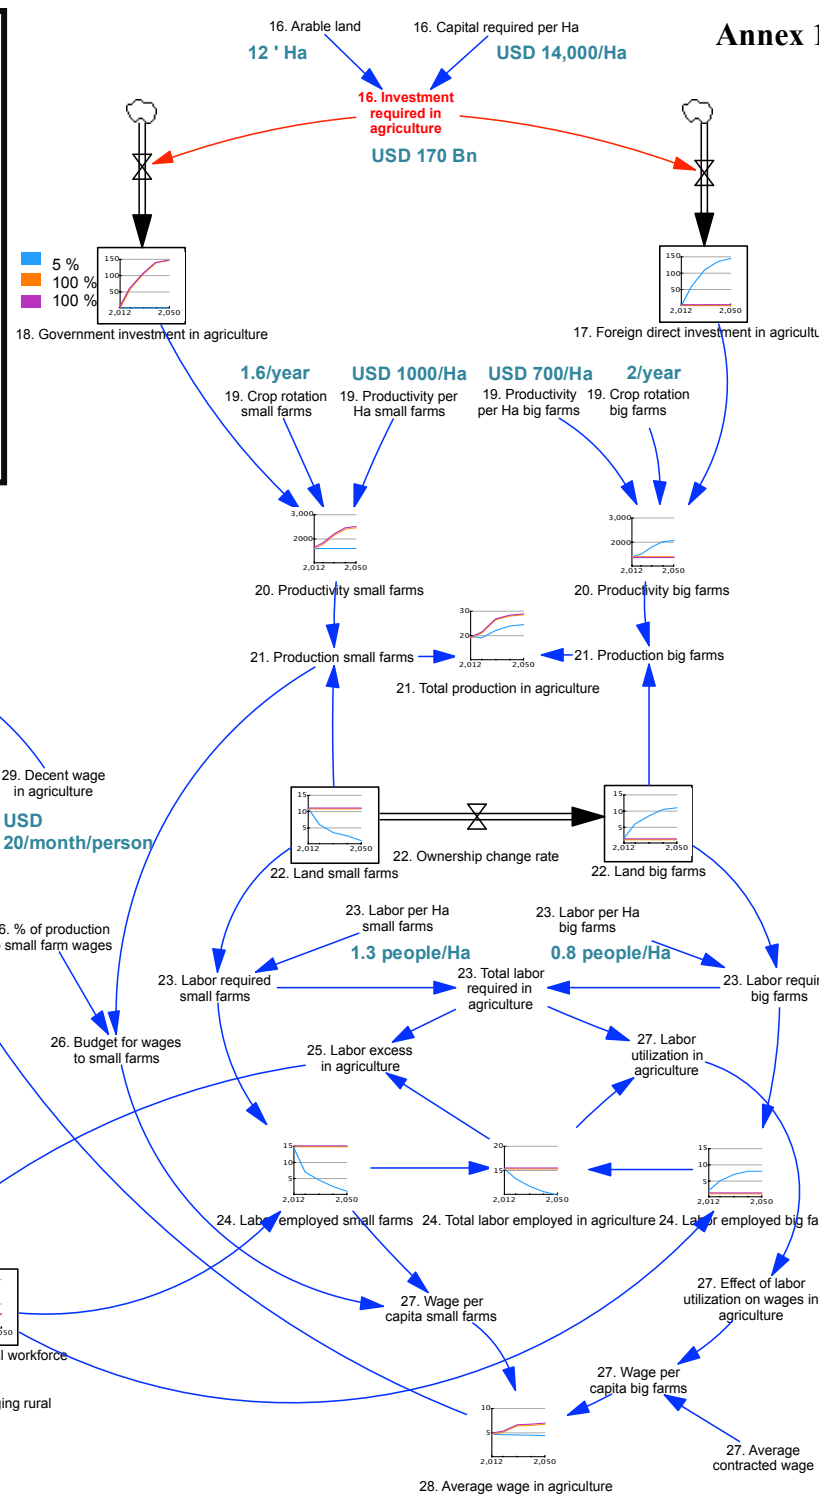 Annex 1
16. Arable land
16. Capital required per Ha
12 ' Ha
USD 14,000/Ha
16. Investment
required in
agriculture
USD 170 Bn
5 %
100 %
100 %
150
100
50
2,012
2,050
18. Government investment in agriculture
150
100
50
2,012
2,050
17. Foreign direct investment in agricultu
1.6/year
USD 1000/Ha
USD 700/Ha
2/year
19. Crop rotation
small farms
19. Productivity per
Ha small farms
19. Productivity
per Ha big farms
19. Crop rotation
big farms
3,000
2000
2,012
2,050
20. Productivity small farms
3,000
2000
2,012
2,050
20. Productivity big farms
30
20
2,012
2,050
21. Production small farms
21. Production big farms
21. Total production in agriculture
29. Decent wage
in agriculture
USD
20/month/person
15
10
5
2,012
2,050
22. Land small farms
22. Ownership change rate
15
10
5
2,012
2,050
22. Land big farms
6. % of production
small farm wages
23. Labor per Ha
small farms
23. Labor per Ha
big farms
1.3 people/Ha
0.8 people/Ha
23. Labor required
small farms
23. Total labor
required in
agriculture
23. Labor requir
big farms
26. Budget for wages
to small farms
25. Labor excess
in agriculture
27. Labor
utilization in
agriculture
15
10
5
2,012
2,050
24. Labor employed small farms
20
15
2,012
2,050
24. Total labor employed in agriculture
15
10
5
2,012
2,050
24. Labor employed big fa
050
l workforce
ing rural
27. Wage per
capita small farms
27. Effect of labor
utilization on wages in
agriculture
27. Wage per
capita big farms
10
5
2,012
2,050
28. Average wage in agriculture
27. Average
contracted wage